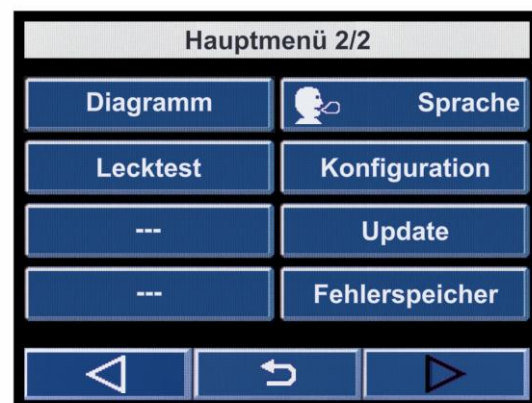 Hauptmenü 2/2
Diagramm
Sprache
Lecktest
Konfiguration
---
Update
---
Fehlerspeicher